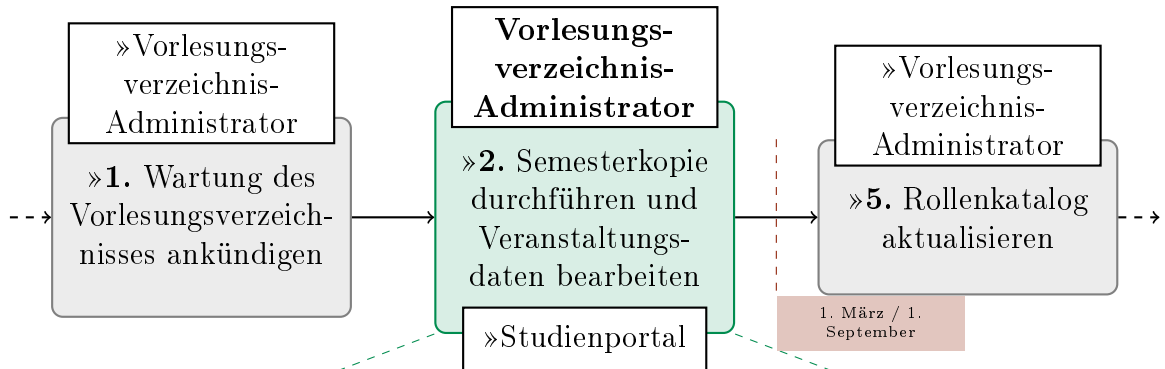 »Vorlesungs-
verzeichnis-
Administrator
»1. Wartung des
Vorlesungsverzeich-
nisses ankündigen
Vorlesungs-
verzeichnis-
Administrator
»2. Semesterkopie
durchführen und
Veranstaltungs-
daten bearbeiten
»Studienportal
»Vorlesungs-
verzeichnis-
Administrator
»5. Rollenkatalog
aktualisieren
1. März / 1.
September